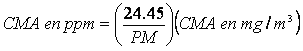 CMA en ppm = (24.45 / PM) (CMA en mg / m³)